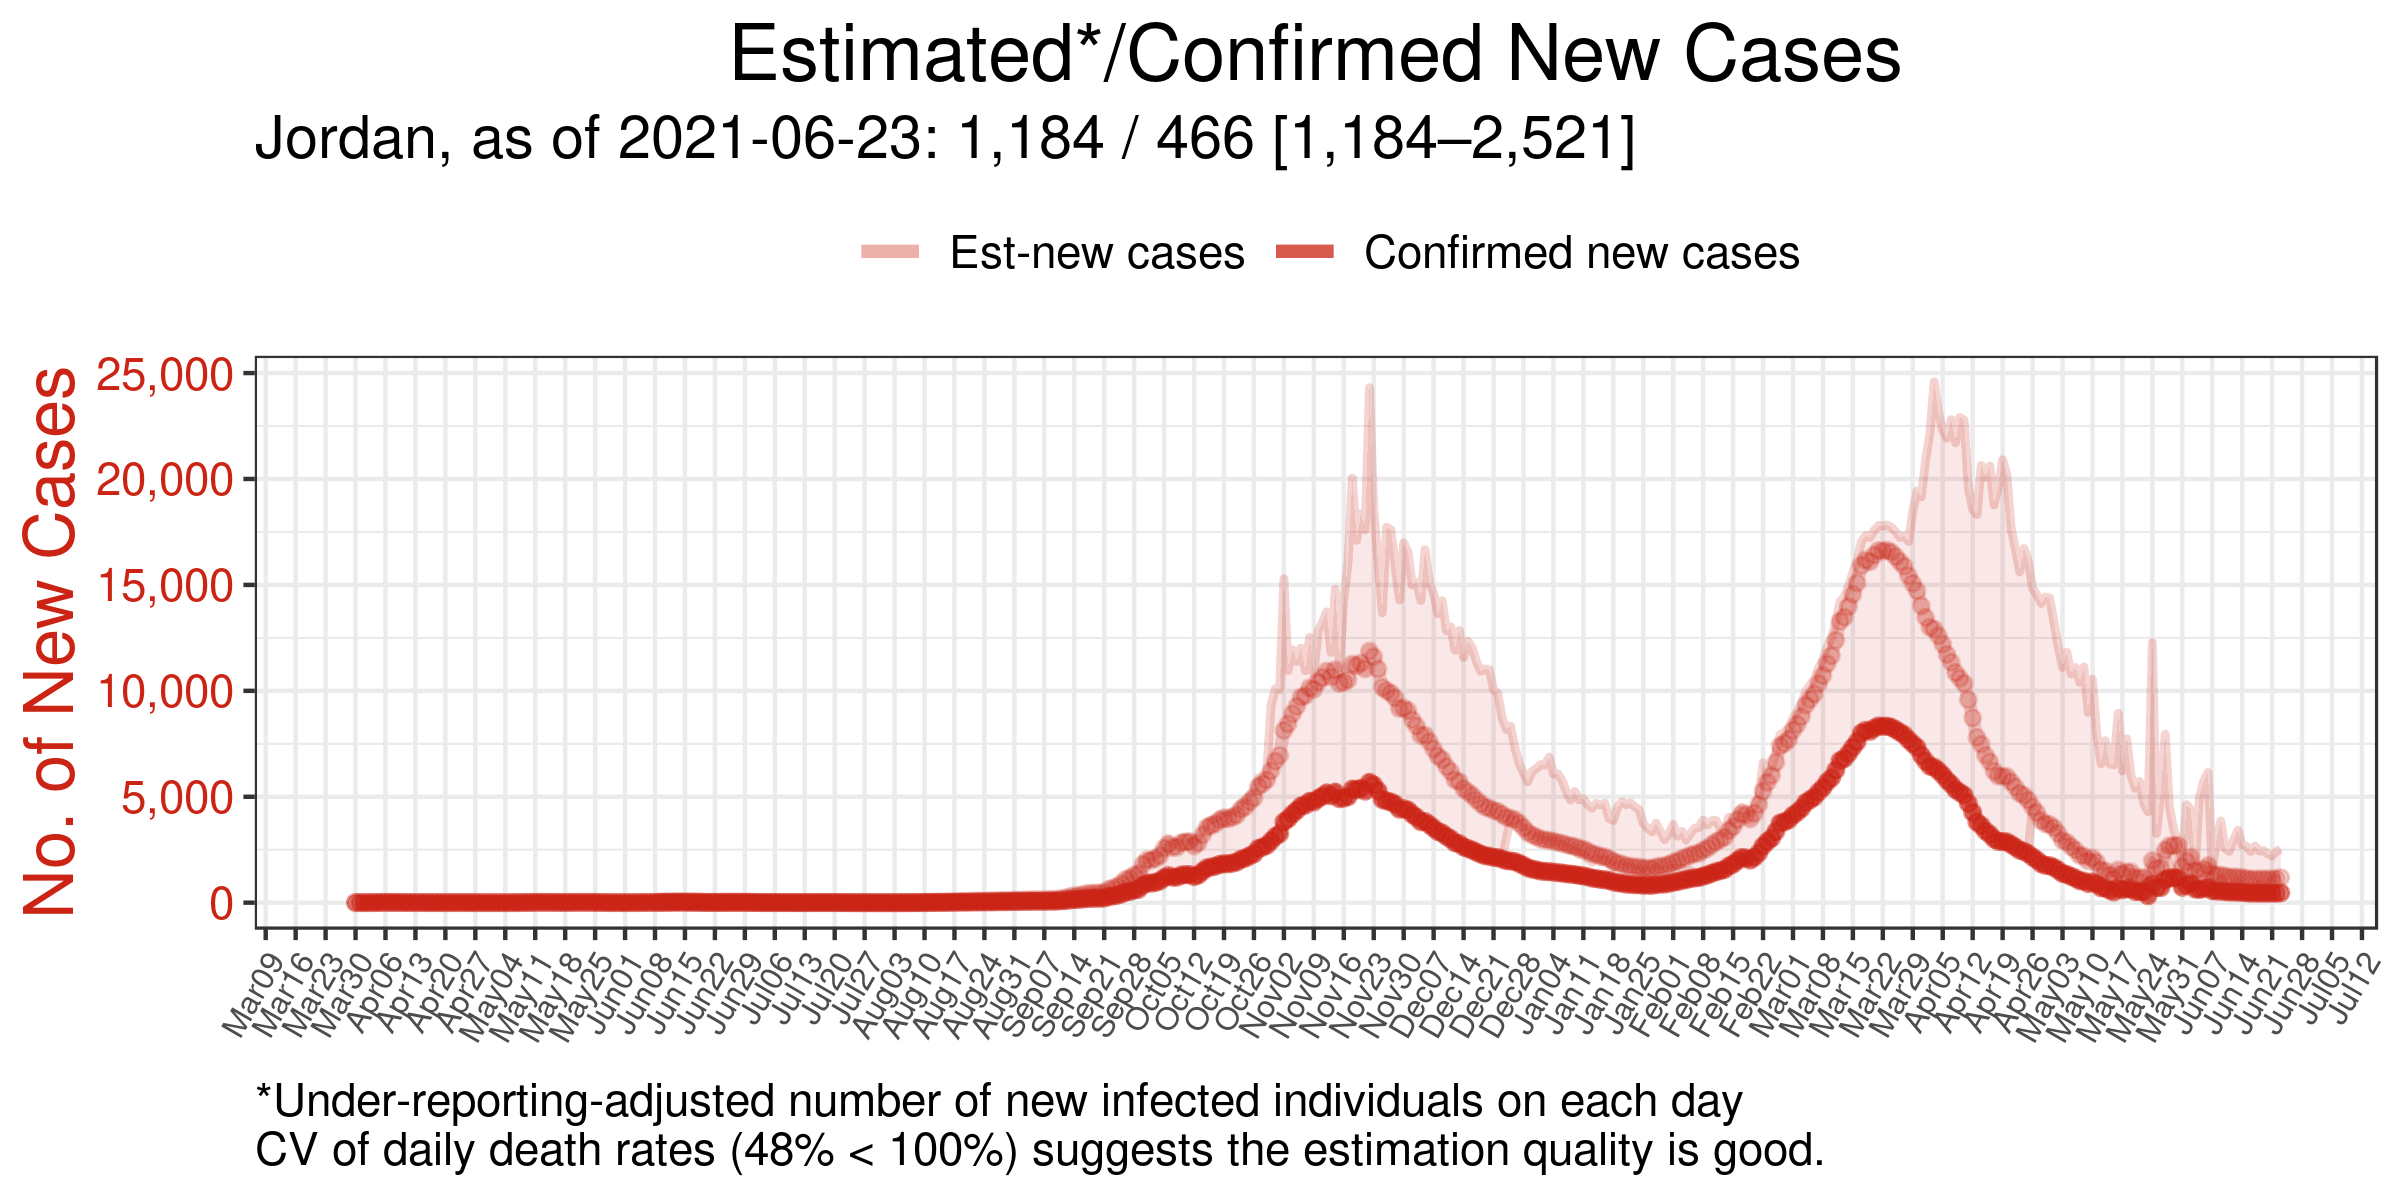 Estimated*/Confirmed New Cases
Jordan, as of 2021-06-23: 1,184 / 466 [1,184–2,521]
Est-new cases Confirmed new cases
No. of New Cases
25,000
20,000
15,000
10,000
5,000
0
Mar09 Mar16 Mar23 Mar30 Apr06 Apr13 Apr20 Apr27 May04 May11 May18 May25 Jun01 Jun08 Jun15 Jun22 Jun29 Jul06 Jul13 Jul20 Jul27 Aug03 Aug10 Aug17 Aug24 Aug31 Sep07 Sep14 Sep21 Sep28 Oct05 Oct12 Oct19 Oct26 Nov02 Nov09 Nov16 Nov23 Nov30 Dec07 Dec14 Dec21 Dec28 Jan04 Jan11 Jan18 Jan25 Feb01 Feb08 Feb15 Feb22 Mar01 Mar08 Mar15 Mar22 Mar29 Apr05 Apr12 Apr19 Apr26 May03 May10 May17 May24 May31 Jun07 Jun14 Jun21 Jun28 Jul05 Jul12
*Under-reporting-adjusted number of new infected individuals on each day
CV of daily death rates (48% < 100%) suggests the estimation quality is good.